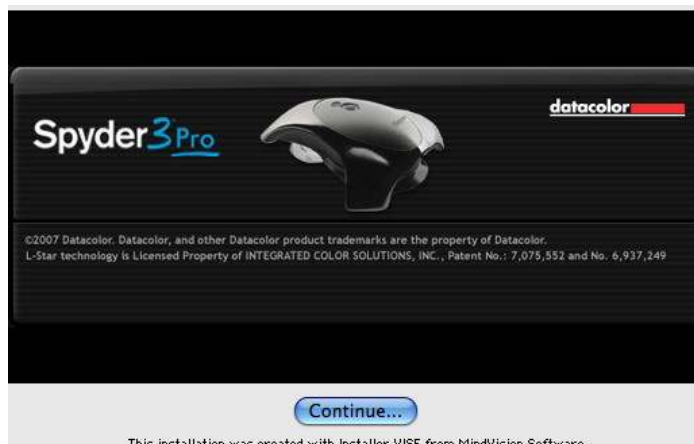 datacolor
Spyder3Pro
©2007 Datacolor. Datacolor, and other Datacolor product trademarks are the property of Datacolor.
L-Star technology is Licensed Property of INTEGRATED COLOR SOLUTIONS, INC., Patent No.: 7,075,552 and No. 6,937,249
Continue...
This installation was created with Installer VISE from MindVision Software